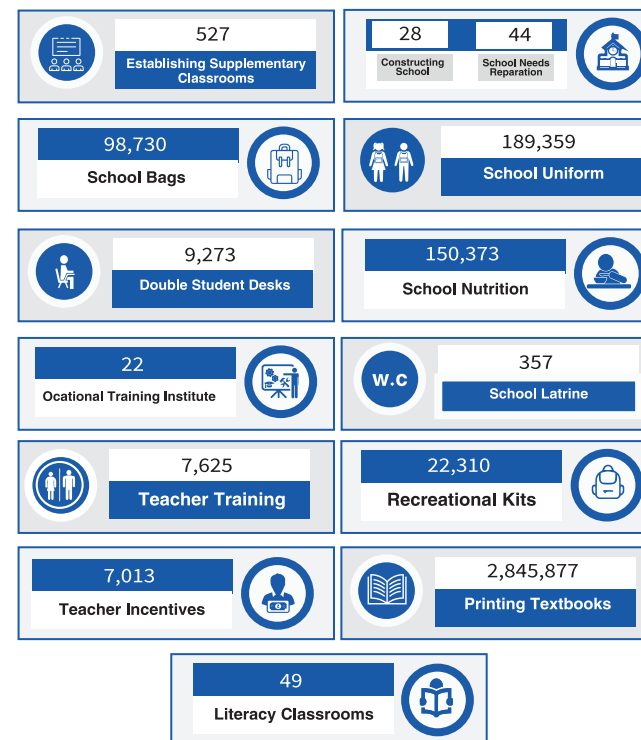 527
Establishing Supplementary
Classrooms
28
44
Constructing
School
School Needs
Reparation
98,730
School Bags
189,359
School Uniform
9,273
Double Student Desks
150,373
School Nutrition
22
Ocational Training Institute
W.C
357
School Latrine
7,625
Teacher Training
22,310
Recreational Kits
7,013
Teacher Incentives
2,845,877
Printing Textbooks
49
Literacy Classrooms